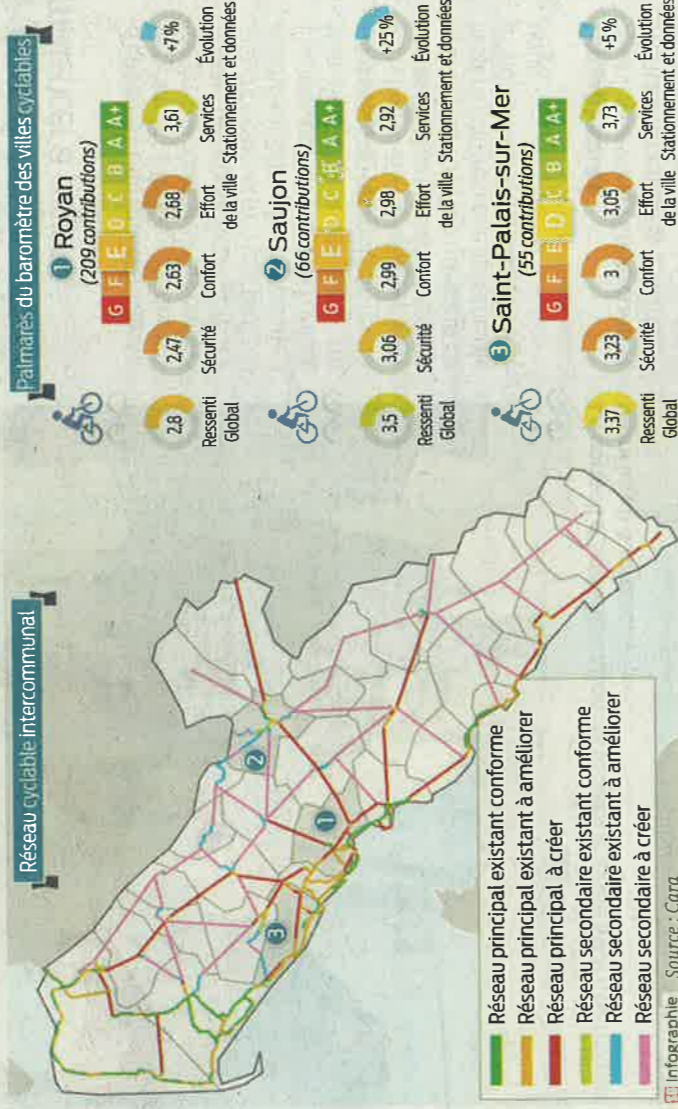 Réseau cyclable intercommunal
2
1
3
Réseau principal existant conforme
Réseau principal existant à améliorer
Réseau principal à créer
Réseau secondaire existant conforme
Réseau secondaire existant à améliorer
Réseau secondaire à créer
Infographie Source : Cara
Palmarès du baromètre des villes cyclables
1 Royan
(209 contributions)
G F E D C B A A+
2.8 2,47 2,63 2,68 3,61 +7%
Ressenti Sécurité Confort Effort Services Évolution
Global de la ville Stationnement et données
2 Saujon
(66 contributions)
G F E D C B A A+
3.5 3,06 2,99 2,98 2,92 +25%
Ressenti Sécurité Confort Effort Services Évolution
Global de la ville Stationnement et données
3 Saint-Palais-sur-Mer
(55 contributions)
G F E D C B A A+
3,37 3,23 3 3,05 3,73 +5%
Ressenti Sécurité Confort Effort Services Évolution
Global de la ville Stationnement et données